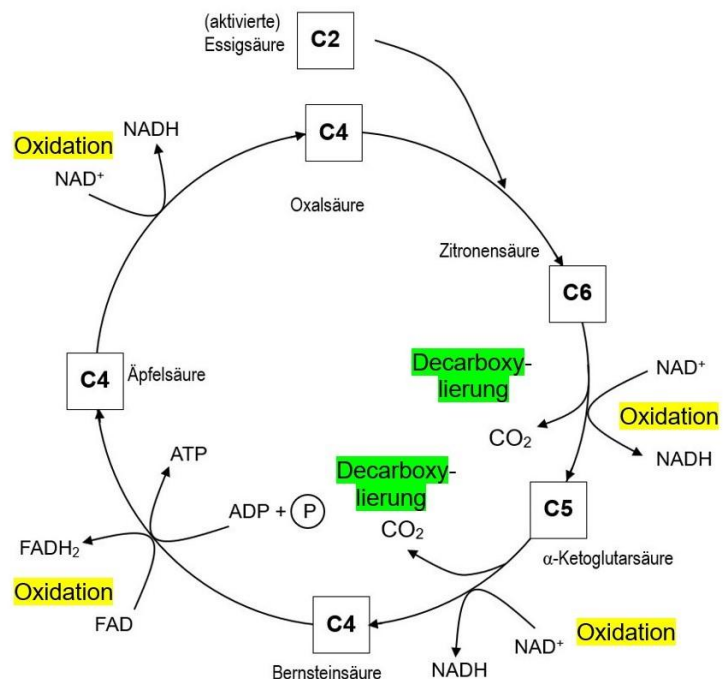 (aktivierte)
Essigsäure
C2
C4
Oxalsäure
Zitronensäure
C6
Decarboxy-
lierung
CO₂
NAD⁺
Oxidation
NADH
C5
α-Ketoglutarsäure
Decarboxy-
lierung
CO₂
NAD⁺
Oxidation
NADH
C4
Bernsteinsäure
ADP + P
ATP
FADH₂
Oxidation
FAD
C4
Äpfelsäure
Oxidation
NADH
NAD⁺